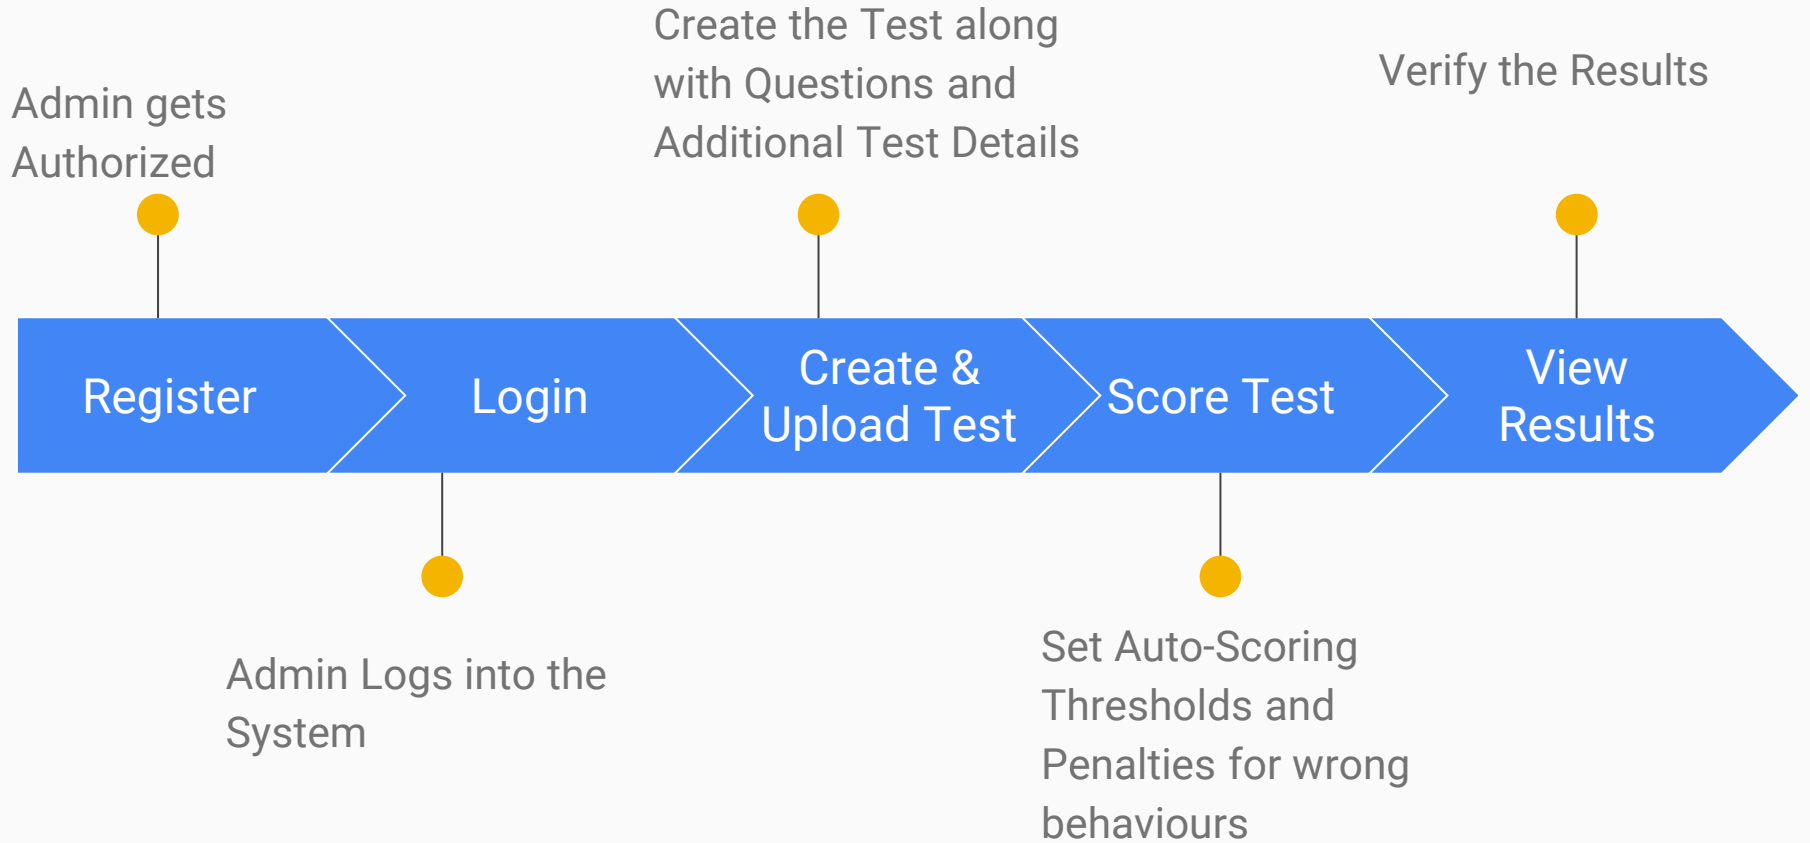 Create the Test along
with Questions and
Additional Test Details
Verify the Results
Admin gets
Authorized
Register
Login
Create &
Upload Test
Score Test
View
Results
Admin Logs into the
System
Set Auto-Scoring
Thresholds and
Penalties for wrong
behaviours